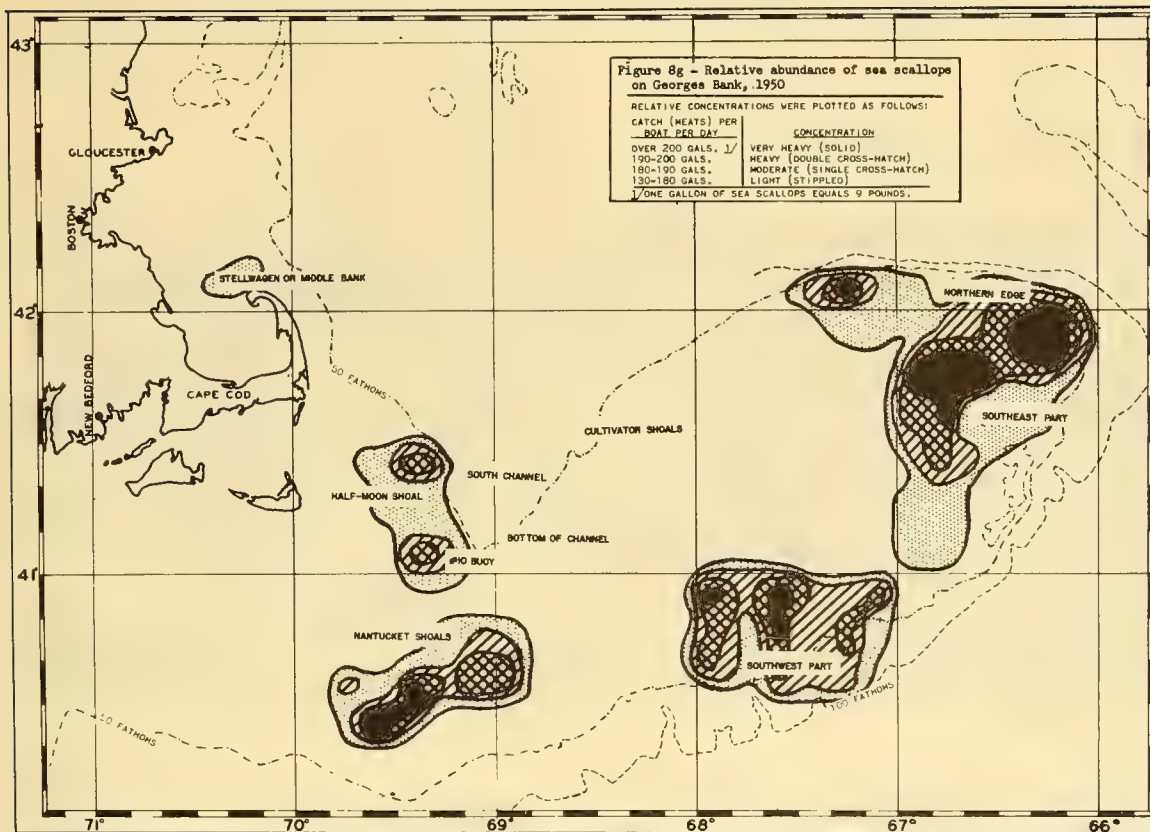 Figure 8g - Relative abundance of sea scallops
on Georges Bank, 1950
RELATIVE CONCENTRATIONS WERE PLOTTED AS FOLLOWS:
CATCH (MEATS) PER
BOAT PER DAY CONCENTRATION
OVER 200 GALS. 1/ VERY HEAVY (SOLID)
190-200 GALS. HEAVY (DOUBLE CROSS-HATCH)
180-190 GALS. MODERATE (SINGLE CROSS-HATCH)
130-180 GALS. LIGHT (STIPPLED)
1/ONE GALLON OF SEA SCALLOPS EQUALS 9 POUNDS.
43°
GLOUCESTER
BOSTON
STELLWAGEN OR MIDDLE BANK
NORTHERN EDGE
42°
50 FATHOMS
NEW BEDFORD
CAPE COD
SOUTHEAST PART
CULTIVATOR SHOALS
SOUTH CHANNEL
HALF-MOON SHOAL
BOTTOM OF CHANNEL
#10 BUOY
41°
NANTUCKET SHOALS
SOUTHWEST PART
100 FATHOMS
50 FATHOMS
71° 70° 69° 68° 67° 66°